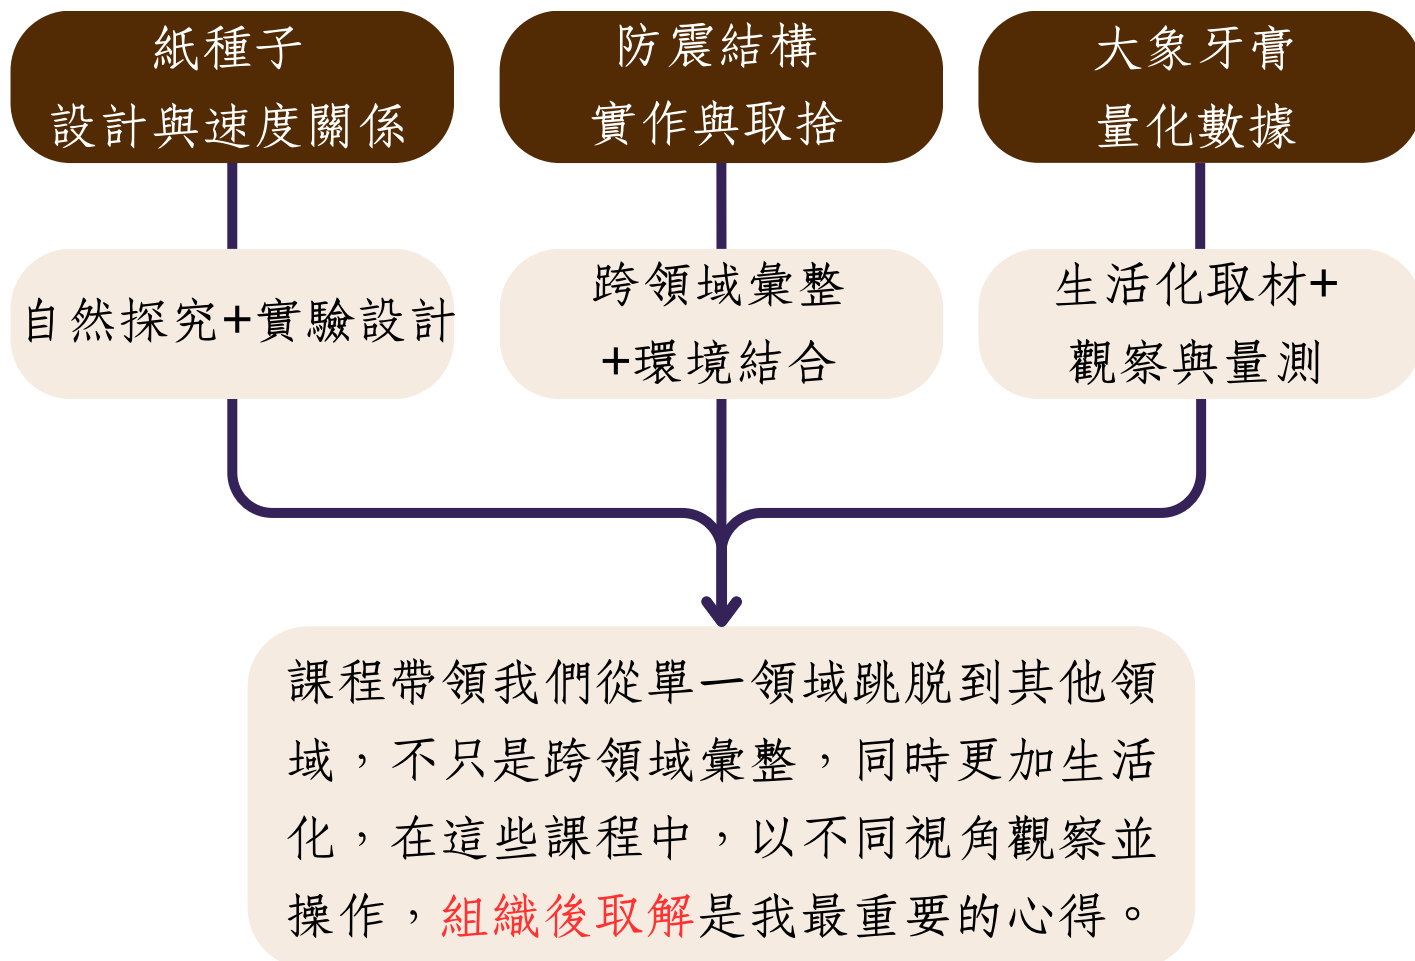 紙種子
設計與速度關係
防震結構
實作與取捨
大象牙膏
量化數據
自然探究+實驗設計
跨領域彙整
+環境結合
生活化取材+
觀察與量測
課程帶領我們從單一領域跳脫到其他領
域，不只是跨領域彙整，同時更加生活
化，在這些課程中，以不同視角觀察並
操作，組織後取解是我最重要的心得。